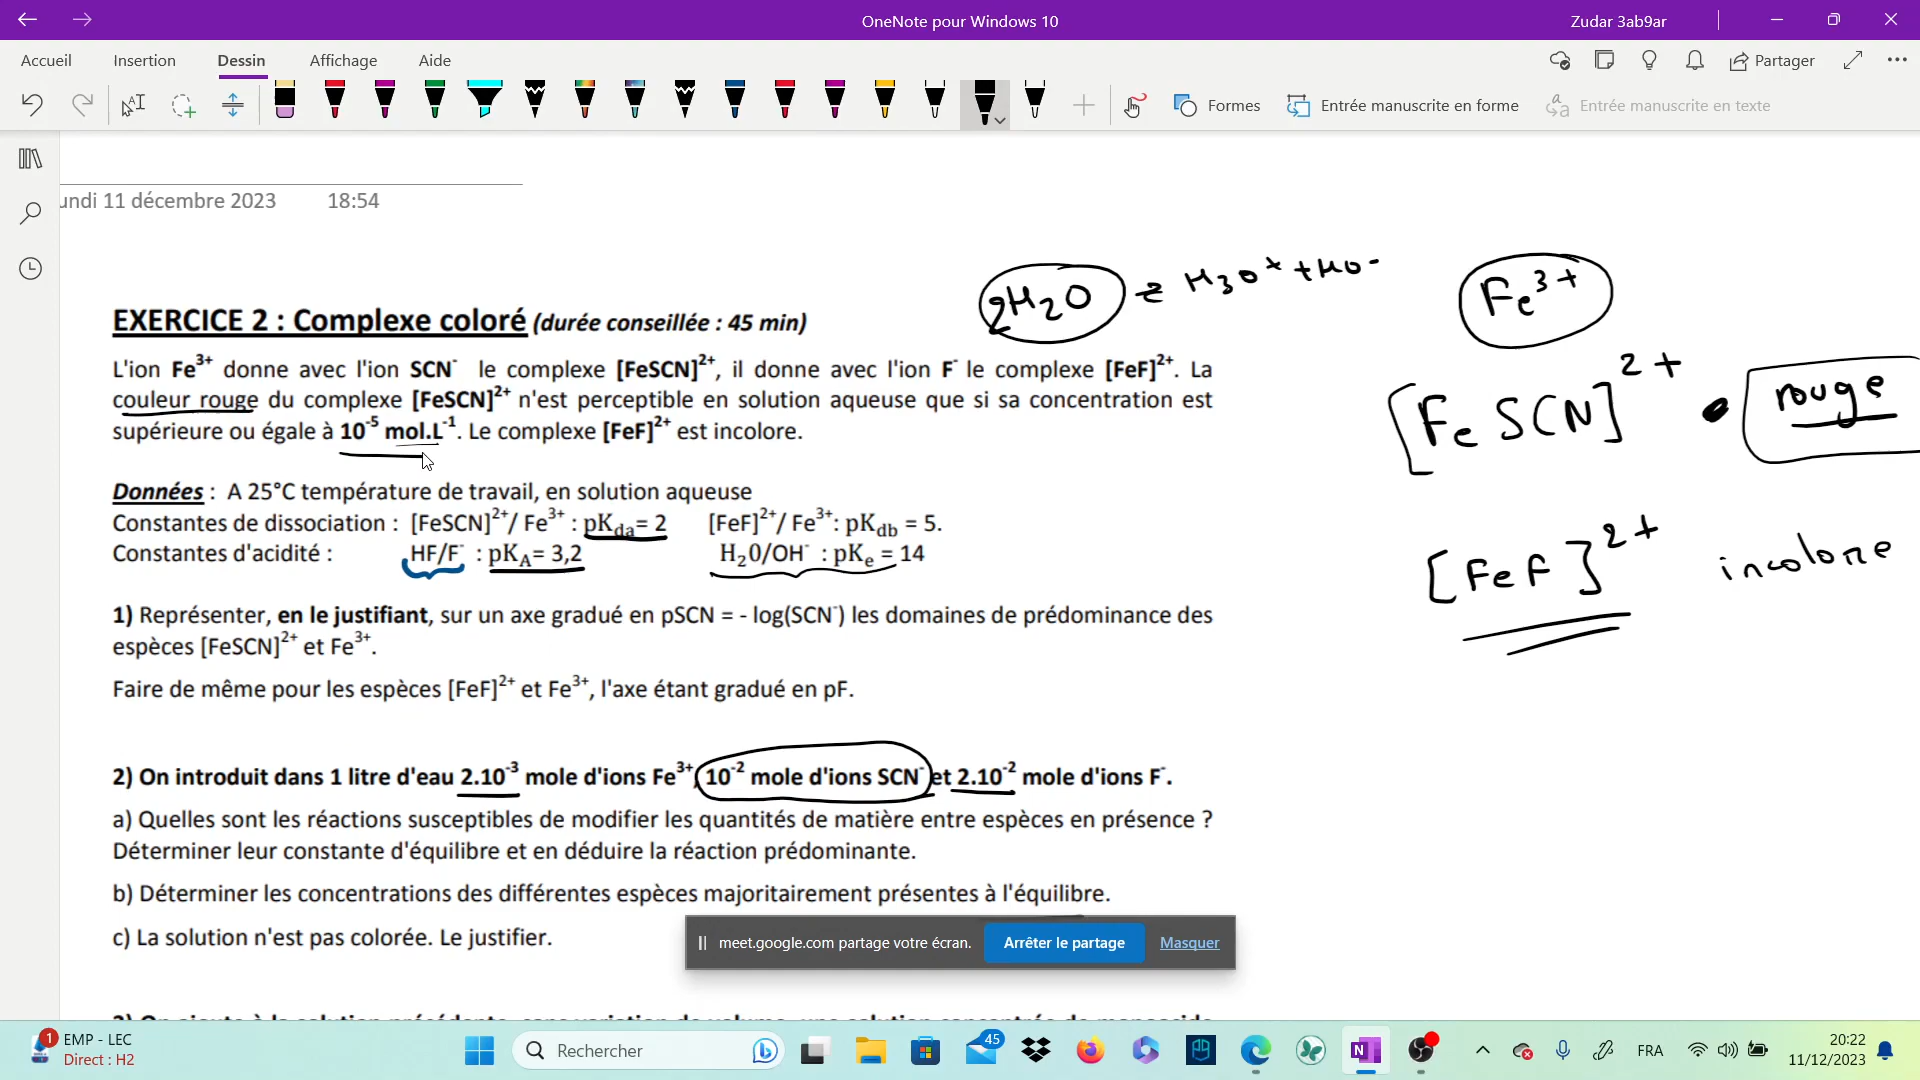 OneNote pour Windows 10
Zudar 3ab9ar
Accueil Insertion Dessin Affichage Aide
Partager
Formes Entrée manuscrite en forme Entrée manuscrite en texte
undi 11 décembre 2023 18:54
2H2O ⇌ H3O+ + HO-
Fe3+
EXERCICE 2 : Complexe coloré (durée conseillée : 45 min)
L'ion Fe3+ donne avec l'ion SCN- le complexe [FeSCN]2+, il donne avec l'ion F- le complexe [FeF]2+. La
couleur rouge du complexe [FeSCN]2+ n'est perceptible en solution aqueuse que si sa concentration est
supérieure ou égale à 10-5 mol.L-1. Le complexe [FeF]2+ est incolore.
[FeSCN]2+ • rouge
Données : A 25°C température de travail, en solution aqueuse
Constantes de dissociation : [FeSCN]2+/ Fe3+ : pKda= 2 [FeF]2+/ Fe3+: pKdb = 5.
Constantes d'acidité : HF/F- : pKA= 3,2 H20/OH- : pKe = 14
[FeF]2+ incolore
1) Représenter, en le justifiant, sur un axe gradué en pSCN = - log(SCN-) les domaines de prédominance des
espèces [FeSCN]2+ et Fe3+.
Faire de même pour les espèces [FeF]2+ et Fe3+, l'axe étant gradué en pF.
2) On introduit dans 1 litre d'eau 2.10-3 mole d'ions Fe3+, 10-2 mole d'ions SCN- et 2.10-2 mole d'ions F-.
a) Quelles sont les réactions susceptibles de modifier les quantités de matière entre espèces en présence ?
Déterminer leur constante d'équilibre et en déduire la réaction prédominante.
b) Déterminer les concentrations des différentes espèces majoritairement présentes à l'équilibre.
c) La solution n'est pas colorée. Le justifier.
meet.google.com partage votre écran. Arrêter le partage Masquer
1 EMP - LEC
Direct : H2
Rechercher
45
FRA
20:22
11/12/2023